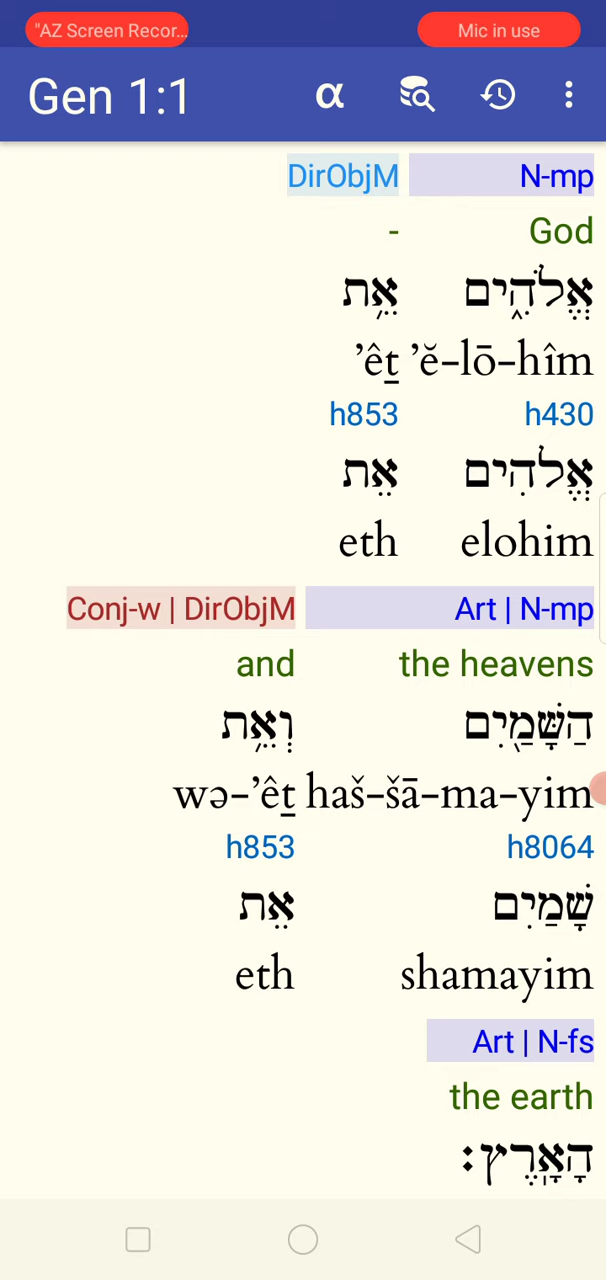 "AZ Screen Recor... Mic in use
Gen 1:1 α
N-mp DirObjM
God -
אֱלֹהִ֑ים אֵ֥ת
’ĕ-lō-hîm ’êṯ
h430 h853
אֱלֹהִים אֵת
elohim eth
Art | N-mp Conj-w | DirObjM
the heavens and
הַשָּׁמַ֖יִם וְאֵ֥ת
haš-šā-ma-yim wə-’êṯ
h8064 h853
שָׁמַיִם אֵת
shamayim eth
Art | N-fs
the earth
הָאָֽרֶץ׃